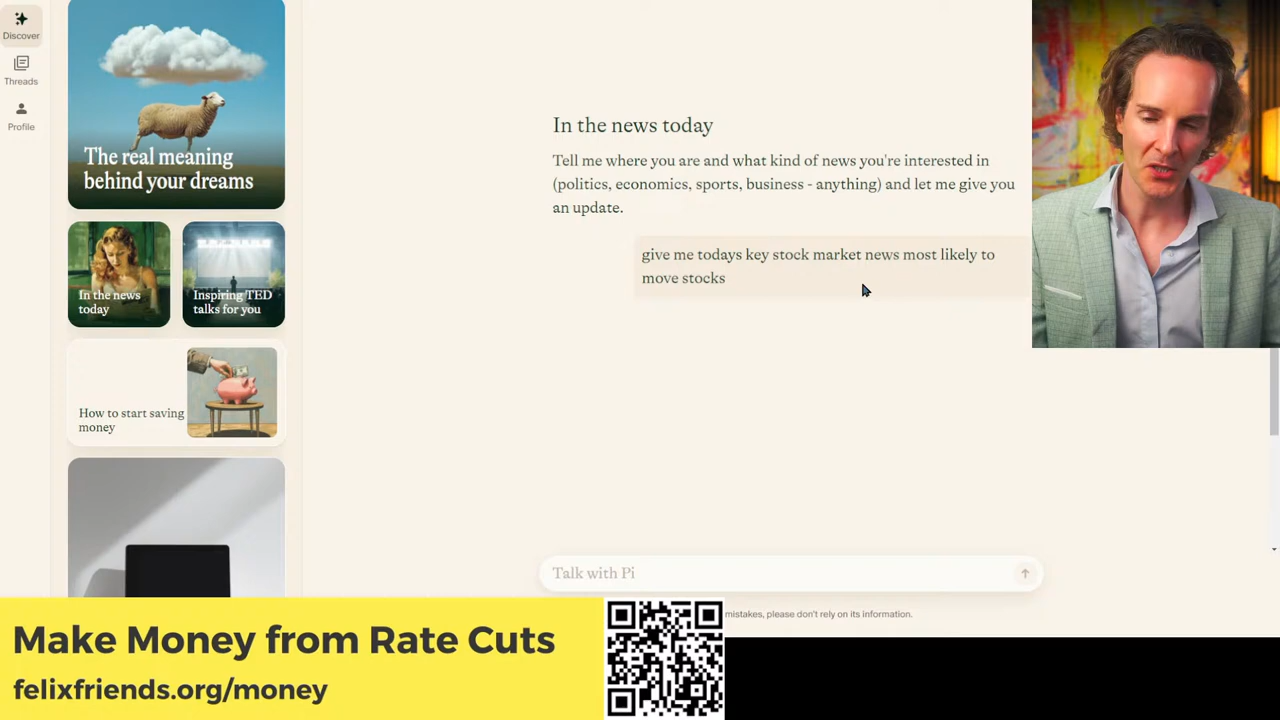 Discover
Threads
Profile
The real meaning
behind your dreams
In the news
today
Inspiring TED
talks for you
How to start saving
money
In the news today
Tell me where you are and what kind of news you're interested in
(politics, economics, sports, business - anything) and let me give you
an update.
give me todays key stock market news most likely to
move stocks
Talk with Pi
mistakes, please don't rely on its information.
Make Money from Rate Cuts
felixfriends.org/money